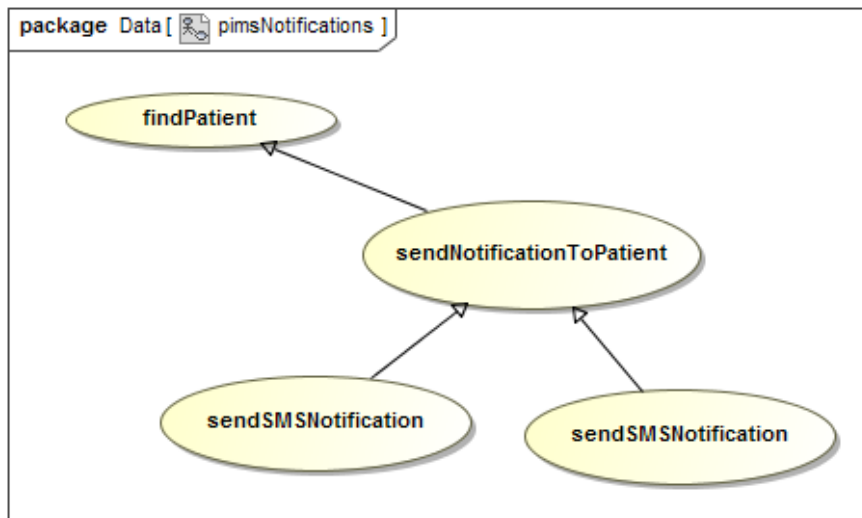 package Data [ pimsNotifications ]
findPatient
sendNotificationToPatient
sendSMSNotification
sendSMSNotification